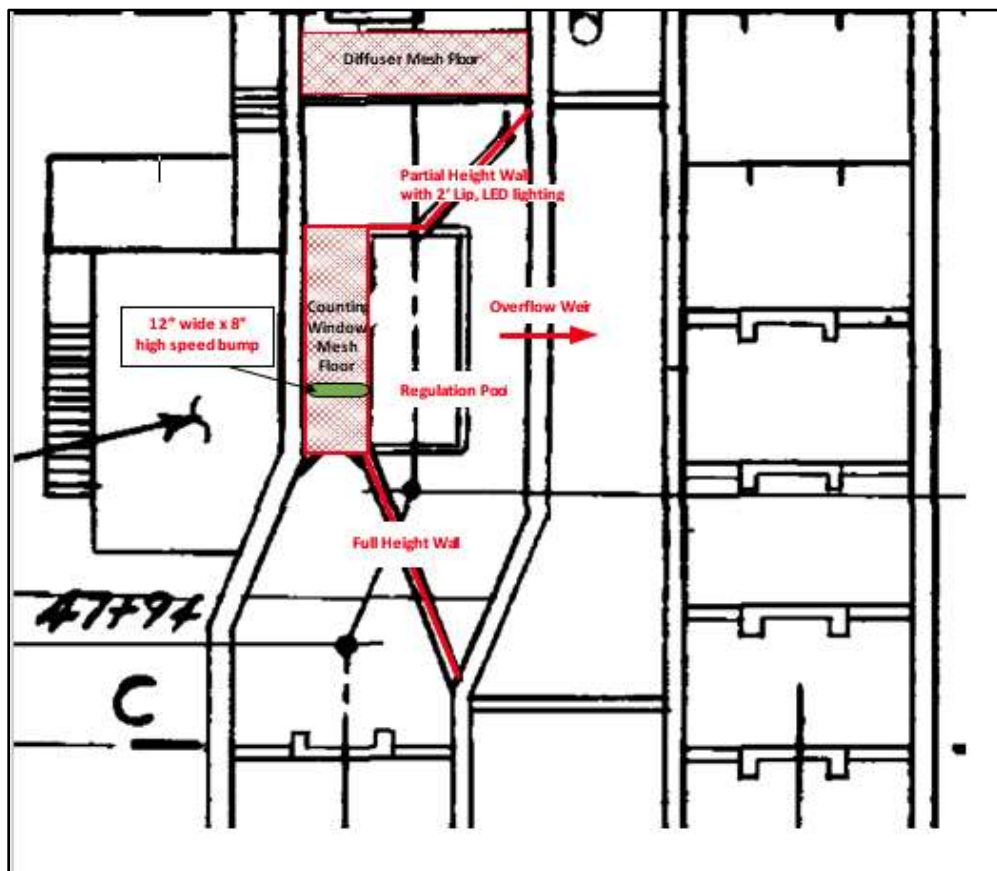 Diffuser Mesh Floor
Partial Height Wall
with 2' Lip, LED lighting
Counting
Window
Mesh
Floor
Overflow Weir
12" wide x 8"
high speed bump
Regulation Pool
Full Height Wall
47+94
C